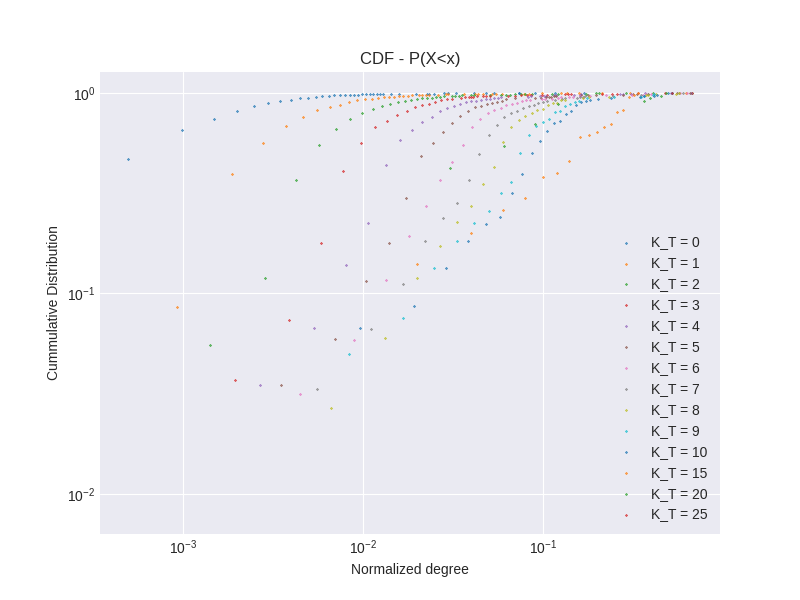 CDF - P(X<x)
10⁰
10⁻¹
10⁻²
Cummulative Distribution
10⁻³
10⁻²
10⁻¹
Normalized degree
K_T = 0
K_T = 1
K_T = 2
K_T = 3
K_T = 4
K_T = 5
K_T = 6
K_T = 7
K_T = 8
K_T = 9
K_T = 10
K_T = 15
K_T = 20
K_T = 25